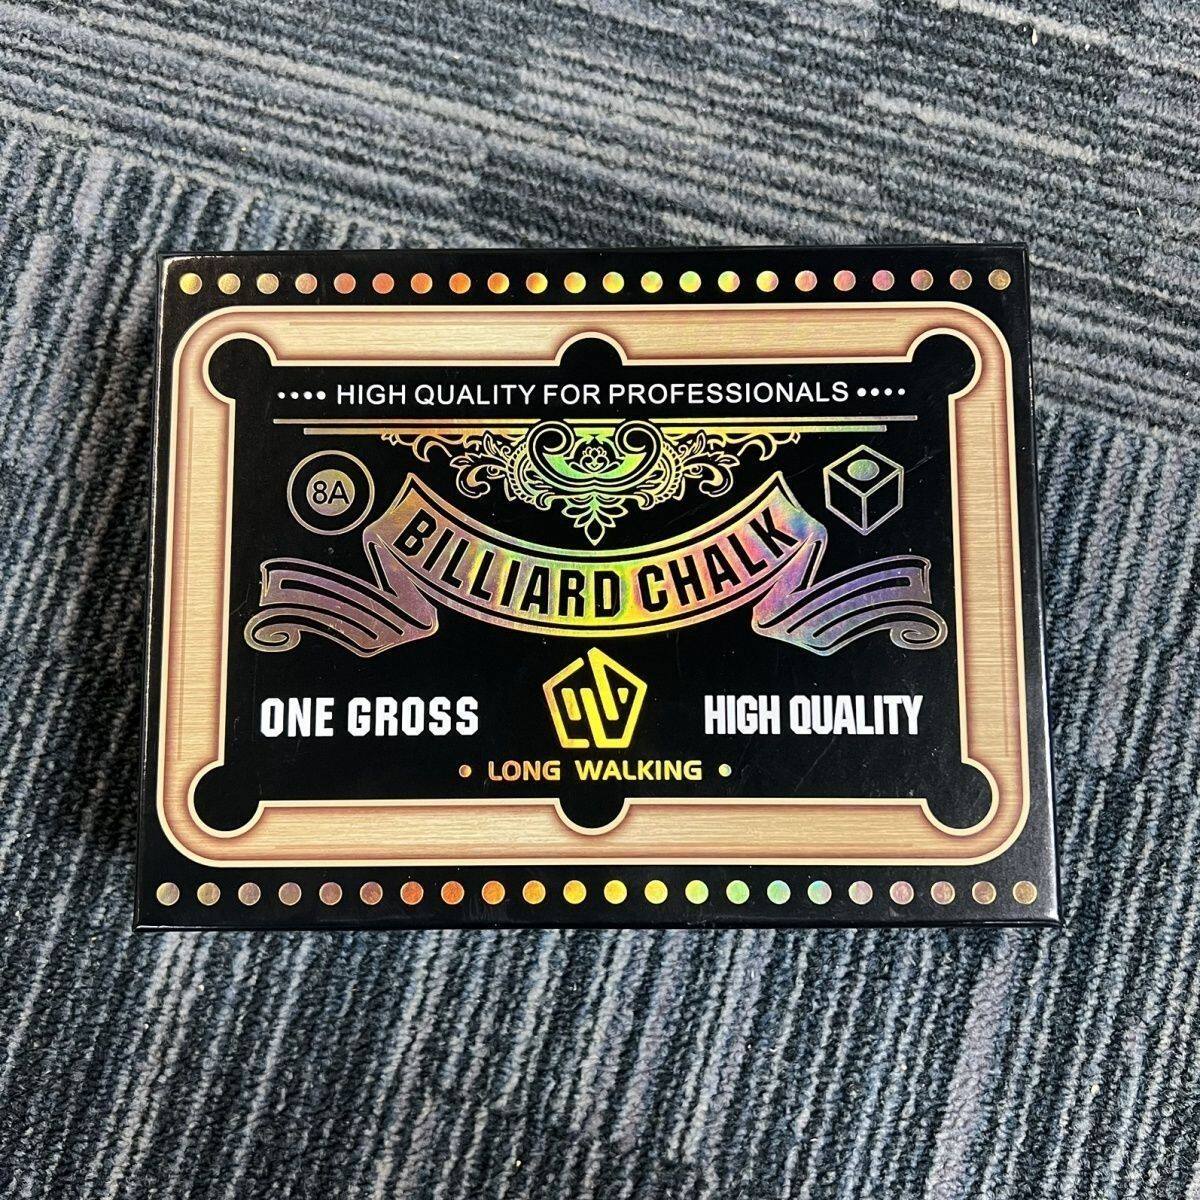 HIGH QUALITY FOR PROFESSIONALS
8A
BILLIARD CHALK
ONE GROSS
HIGH QUALITY
LONG WALKING